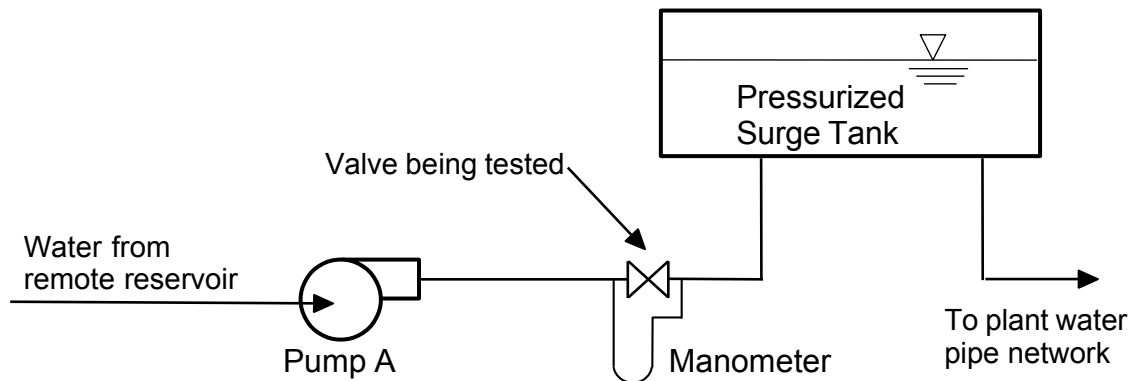 Pressurized
Surge Tank
Valve being tested
Water from
remote reservoir
Pump A
Manometer
To plant water
pipe network